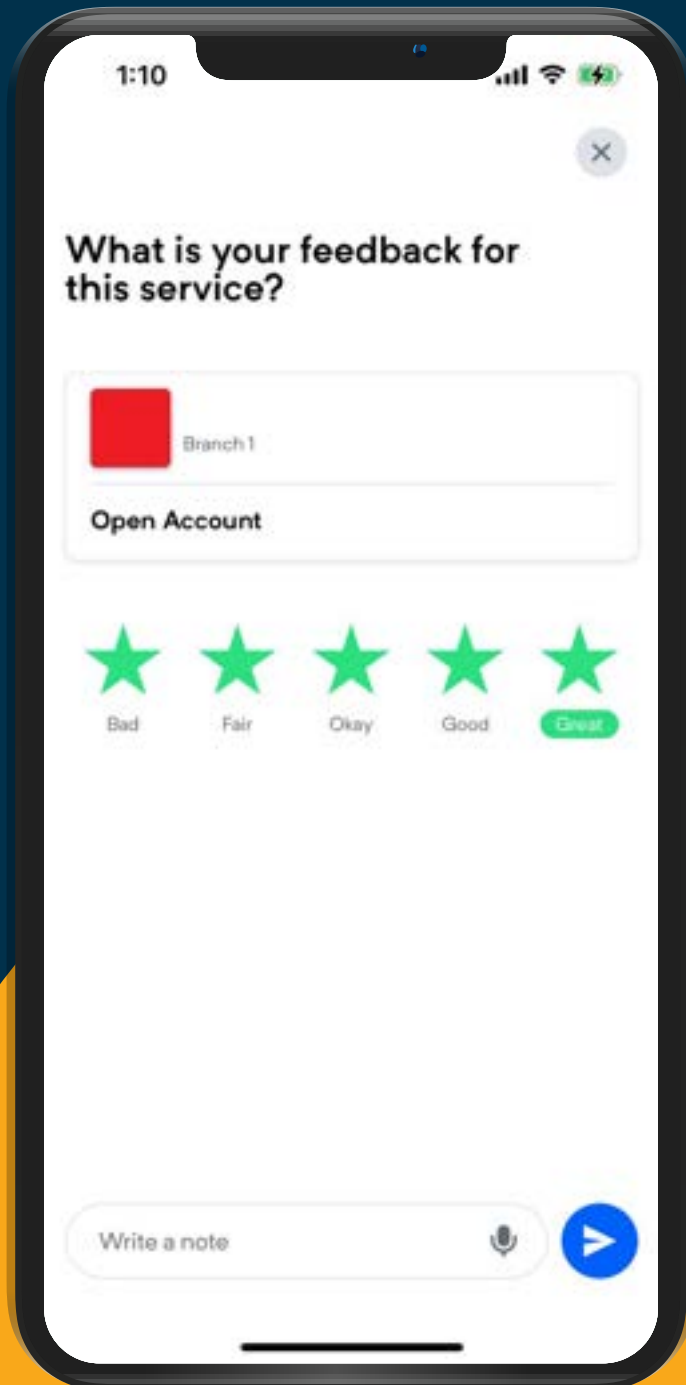 1:10
What is your feedback for
this service?
Branch 1
Open Account
Bad Fair Okay Good Great
Write a note